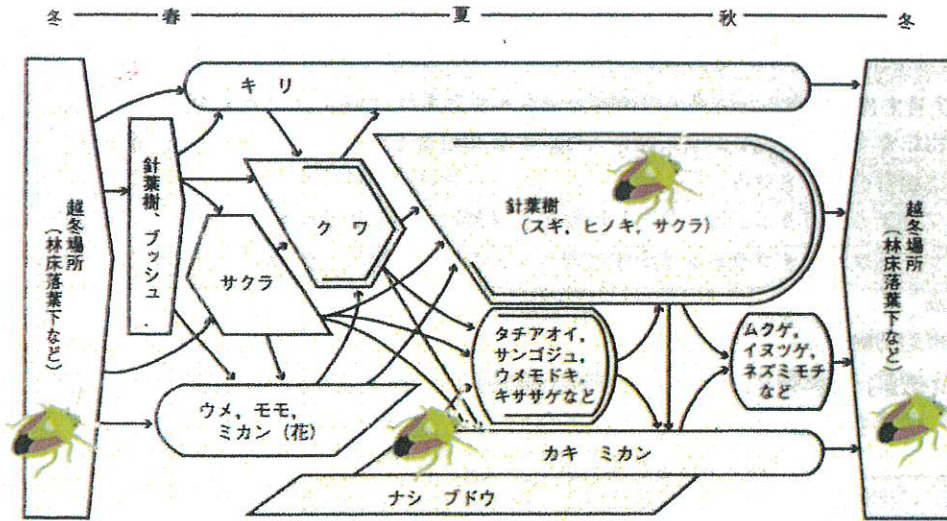 冬 春 夏 秋 冬
キリ
越冬場所
(林床落葉下など)
針葉樹、ブッシュ
クワ
サクラ
針葉樹
(スギ，ヒノキ，サクラ)
越冬場所
(林床落葉下など)
タチアオイ，
サンゴジュ，
ウメモドキ，
キササゲなど
ムクゲ，
イヌツゲ，
ネズミモチ
など
ウメ，モモ，
ミカン(花)
カキ ミカン
ナシ ブドウ